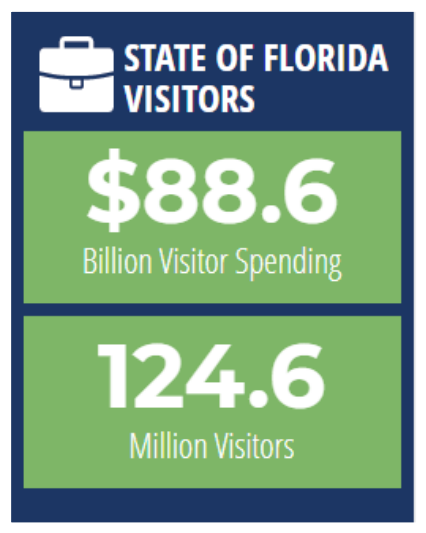 STATE OF FLORIDA
VISITORS
$88.6
Billion Visitor Spending
124.6
Million Visitors